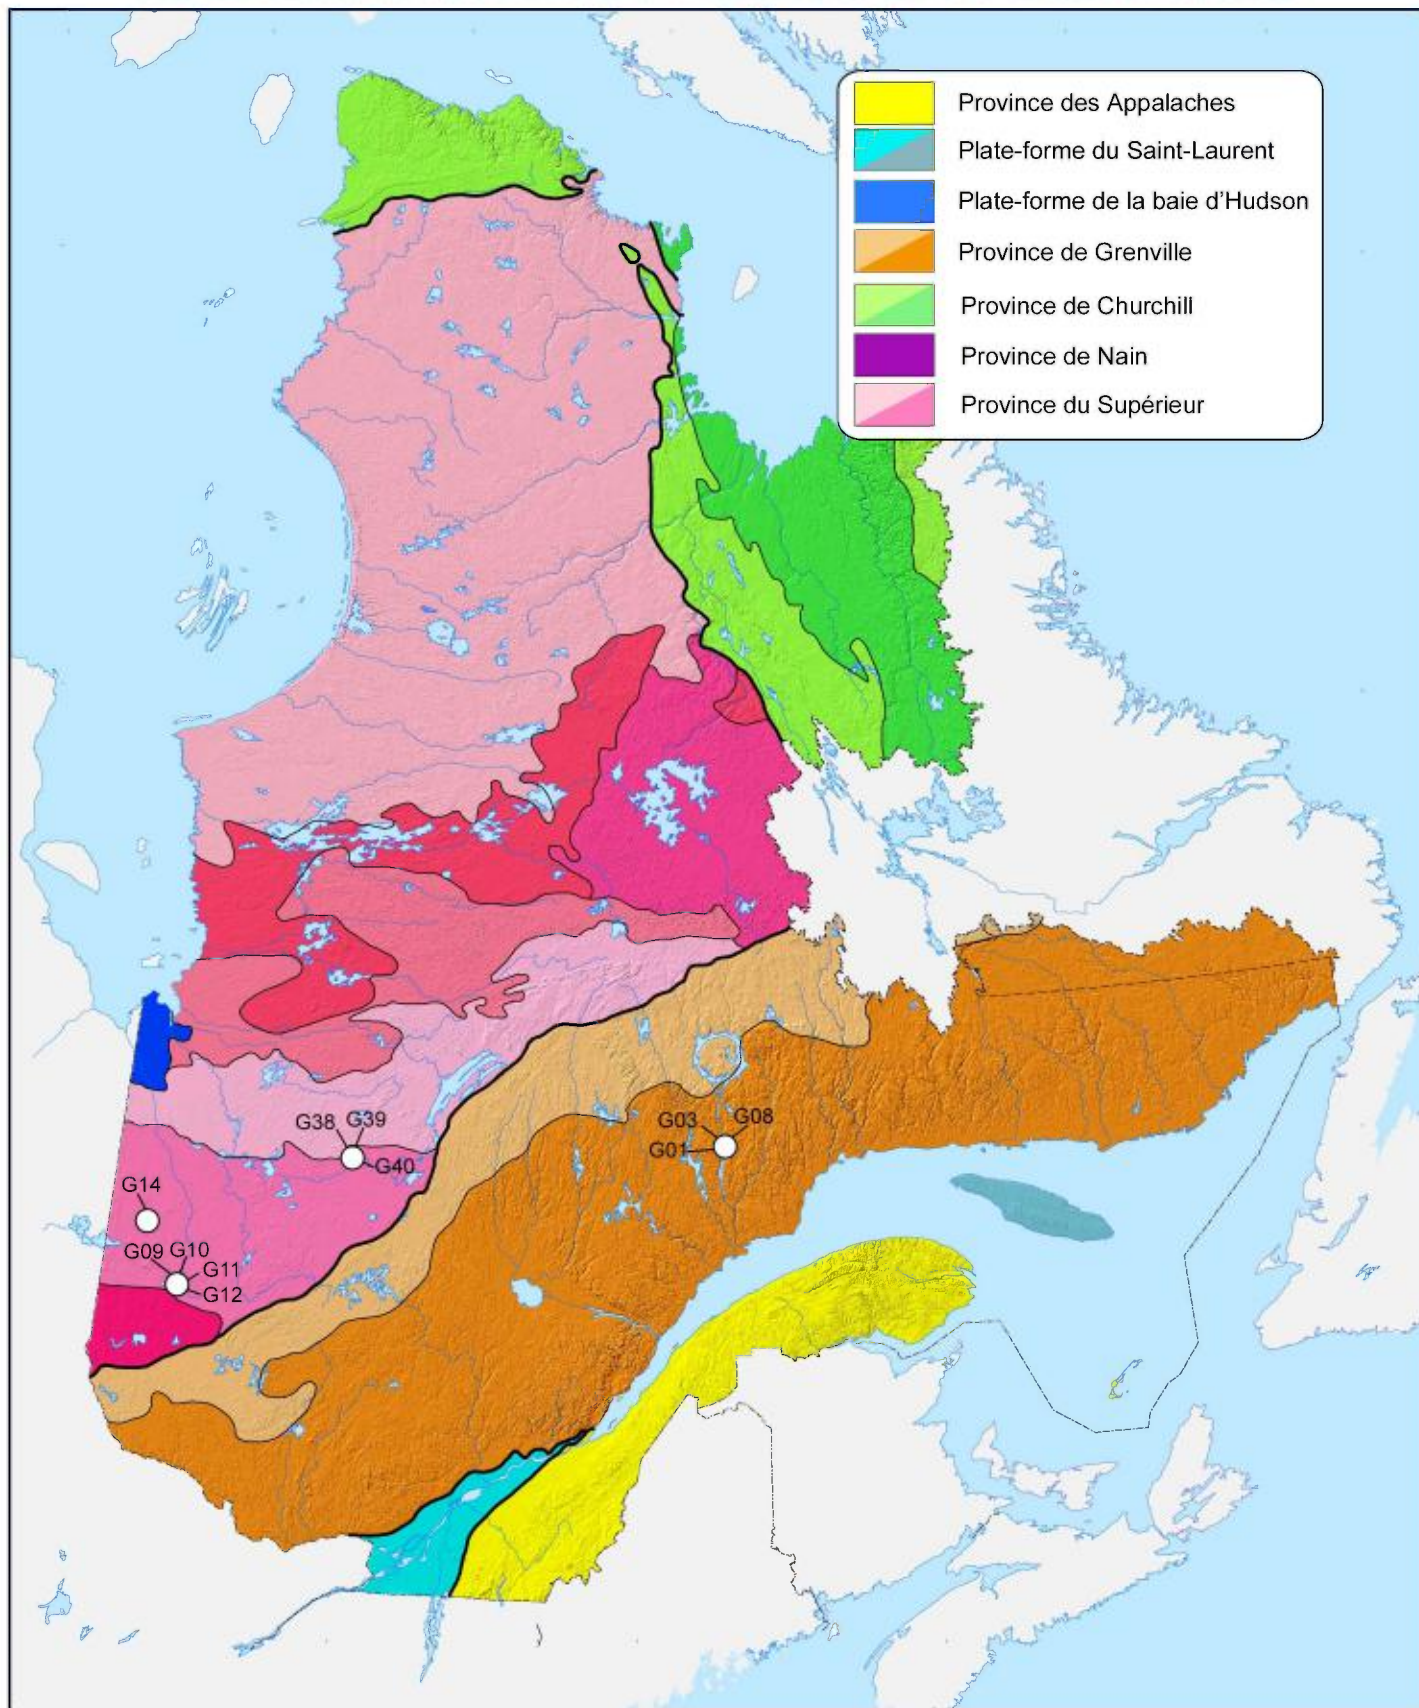 Province des Appalaches
Plate-forme du Saint-Laurent
Plate-forme de la baie d'Hudson
Province de Grenville
Province de Churchill
Province de Nain
Province du Supérieur
G38 G39
G40
G03 G08
G01
G14
G09 G10
G11
G12